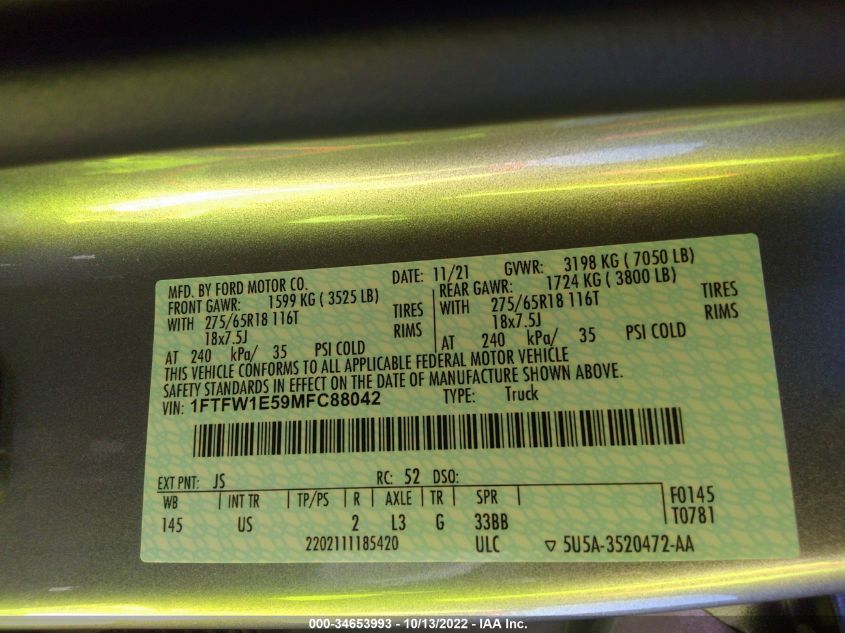 MFD. BY FORD MOTOR CO. DATE: 11/21 GVWR: 3198 KG ( 7050 LB)
FRONT GAWR: 1599 KG ( 3525 LB) REAR GAWR: 1724 KG ( 3800 LB)
WITH 275/65R18 116T TIRES WITH 275/65R18 116T TIRES
18x7.5J RIMS 18x7.5J RIMS
AT 240 kPa/ 35 PSI COLD AT 240 kPa/ 35 PSI COLD
THIS VEHICLE CONFORMS TO ALL APPLICABLE FEDERAL MOTOR VEHICLE
SAFETY STANDARDS IN EFFECT ON THE DATE OF MANUFACTURE SHOWN ABOVE.
VIN: 1FTFW1E59MFC88042 TYPE: Truck
EXT PNT: JS RC: 52 DSO:
WB INT TR TP/PS R AXLE TR SPR F0145
145 US 2 L3 G 33BB T0781
2202111185420 ULC ▽ 5U5A-3520472-AA
000-34653993 - 10/13/2022 - IAA Inc.